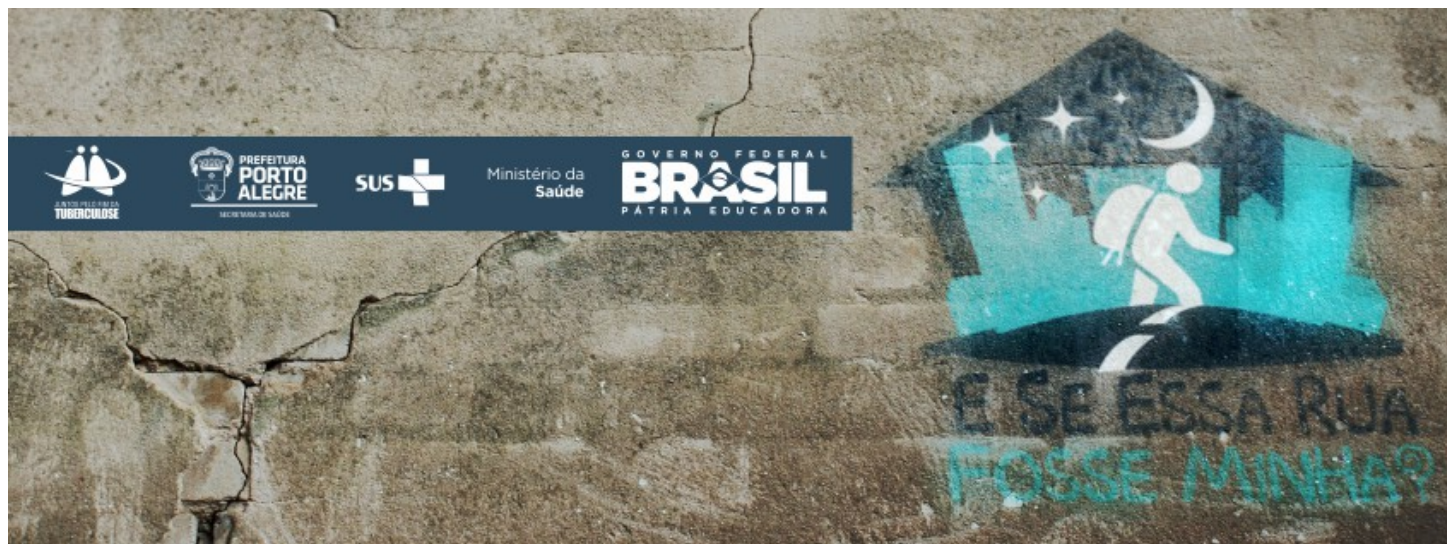 JUNTOS PELO FIM DA
TUBERCULOSE
PREFEITURA
PORTO
ALEGRE
SECRETARIA DE SAÚDE
SUS
Ministério da
Saúde
GOVERNO FEDERAL
BRASIL
PÁTRIA EDUCADORA
E SE ESSA RUA
FOSSE MINHA?